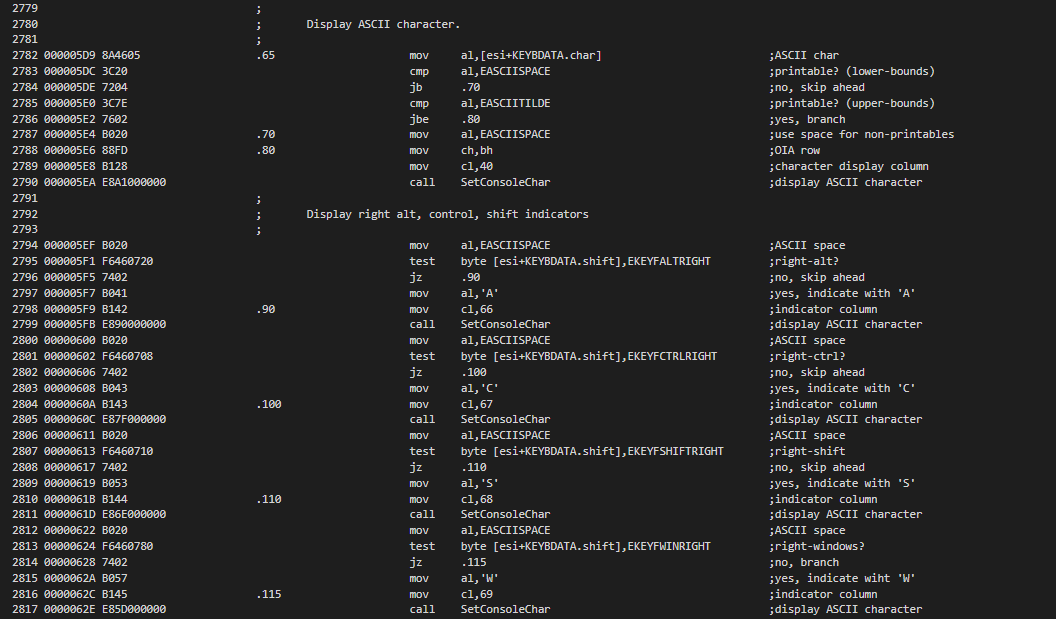 2779                                  ;
2780                                  ;       Display ASCII character.
2781                                  ;
2782 000005D9 8A4605              .65                     mov     al,[esi+KEYBDATA.char]                          ;ASCII char
2783 000005DC 3C20                                        cmp     al,EASCIISPACE                                  ;printable? (lower-bounds)
2784 000005DE 7204                                        jb      .70                                             ;no, skip ahead
2785 000005E0 3C7E                                        cmp     al,EASCIITILDE                                  ;printable? (upper-bounds)
2786 000005E2 7602                                        jbe     .80                                             ;yes, branch
2787 000005E4 B020                .70                     mov     al,EASCIISPACE                                  ;use space for non-printables
2788 000005E6 88FD                .80                     mov     ch,bh                                           ;OIA row
2789 000005E8 B128                                        mov     cl,40                                           ;character display column
2790 000005EA E8A1000000                                  call    SetConsoleChar                                  ;display ASCII character
2791                                  ;
2792                                  ;       Display right alt, control, shift indicators
2793                                  ;
2794 000005EF B020                                        mov     al,EASCIISPACE                                  ;ASCII space
2795 000005F1 F6460720                                    test    byte [esi+KEYBDATA.shift],EKEYFALTRIGHT         ;right-alt?
2796 000005F5 7402                                        jz      .90                                             ;no, skip ahead
2797 000005F7 B041                                        mov     al,'A'                                          ;yes, indicate with 'A'
2798 000005F9 B142                .90                     mov     cl,66                                           ;indicator column
2799 000005FB E890000000                                  call    SetConsoleChar                                  ;display ASCII character
2800 00000600 B020                                        mov     al,EASCIISPACE                                  ;ASCII space
2801 00000602 F6460708                                    test    byte [esi+KEYBDATA.shift],EKEYFCTRLRIGHT        ;right-ctrl?
2802 00000606 7402                                        jz      .100                                            ;no, skip ahead
2803 00000608 B043                                        mov     al,'C'                                          ;yes, indicate with 'C'
2804 0000060A B143                .100                    mov     cl,67                                           ;indicator column
2805 0000060C E87F000000                                  call    SetConsoleChar                                  ;display ASCII character
2806 00000611 B020                                        mov     al,EASCIISPACE                                  ;ASCII space
2807 00000613 F6460710                                    test    byte [esi+KEYBDATA.shift],EKEYFSHIFTRIGHT       ;right-shift
2808 00000617 7402                                        jz      .110                                            ;no, skip ahead
2809 00000619 B053                                        mov     al,'S'                                          ;yes, indicate with 'S'
2810 0000061B B144                .110                    mov     cl,68                                           ;indicator column
2811 0000061D E86E000000                                  call    SetConsoleChar                                  ;display ASCII character
2812 00000622 B020                                        mov     al,EASCIISPACE                                  ;ASCII space
2813 00000624 F6460780                                    test    byte [esi+KEYBDATA.shift],EKEYFWINRIGHT         ;right-windows?
2814 00000628 7402                                        jz      .115                                            ;no, branch
2815 0000062A B057                                        mov     al,'W'                                          ;yes, indicate wiht 'W'
2816 0000062C B145                .115                    mov     cl,69                                           ;indicator column
2817 0000062E E85D000000                                  call    SetConsoleChar                                  ;display ASCII character